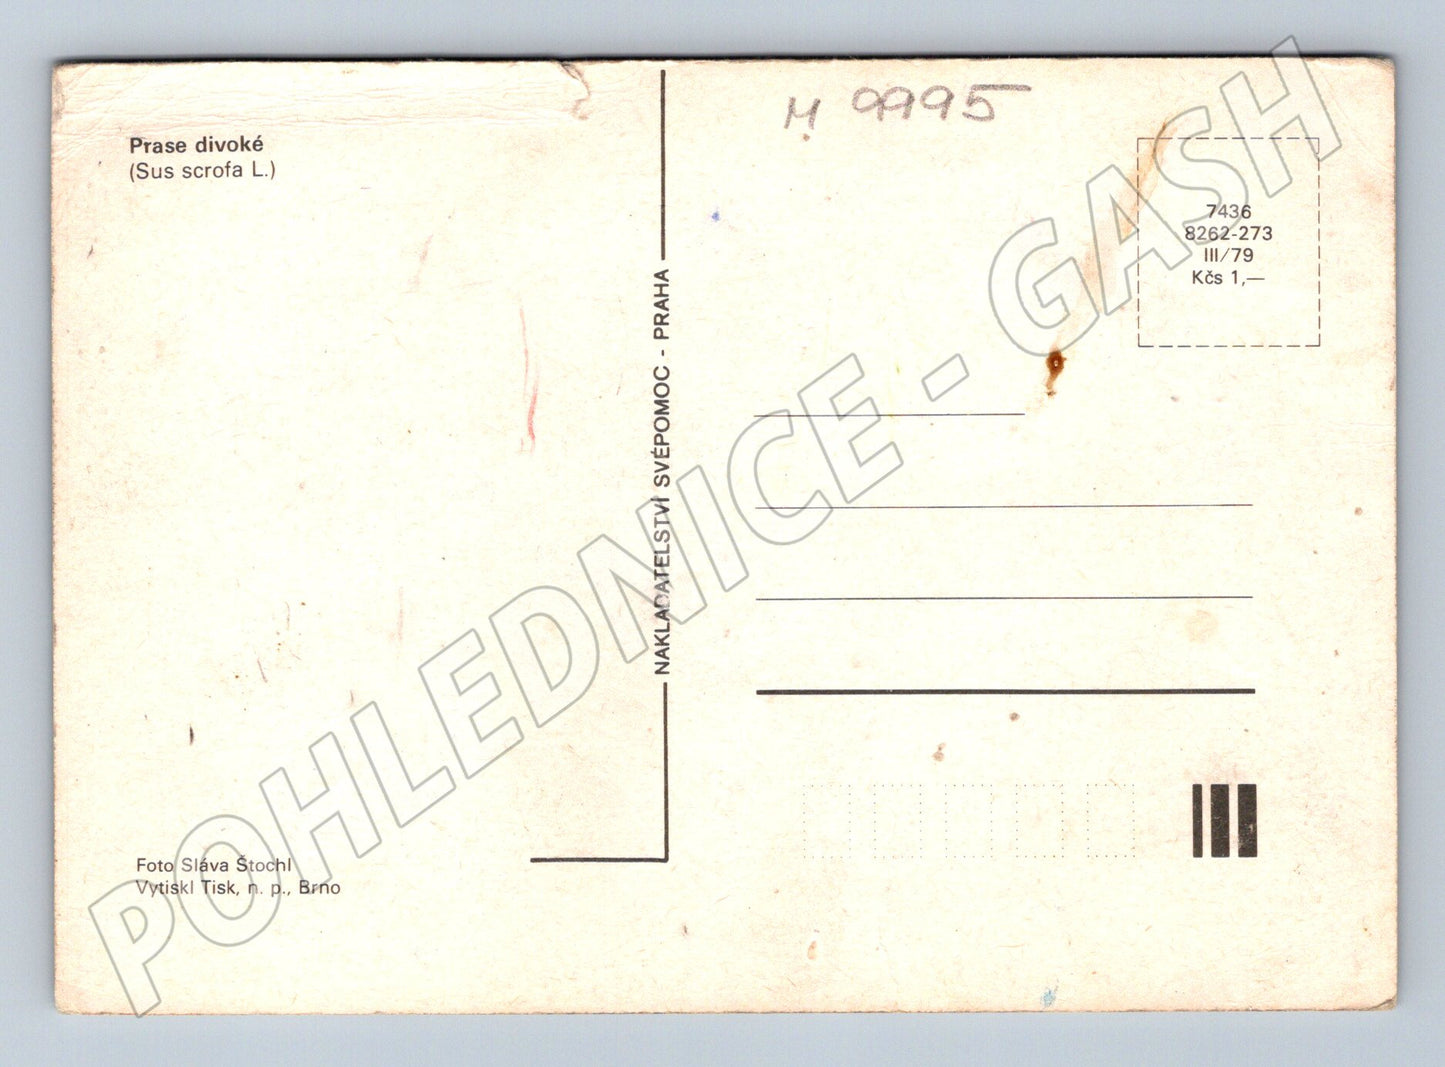 M 9995
Prase divoké
(Sus scrofa L.)
7436
8262-273
III/79
Kčs 1,—
NAKLADATELSTVÍ SVÉPOMOC - PRAHA
Foto Sláva Štochl
Vytiskl Tisk, n. p., Brno
POHLEDNICE - GASH